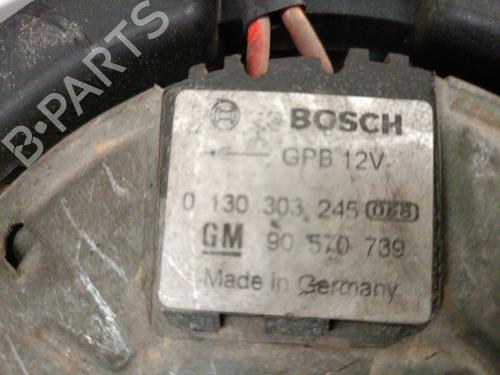 BOSCH
GPB 12V
0 130 303 245
GM 90 570 739
Made in Germany
B-PARTS